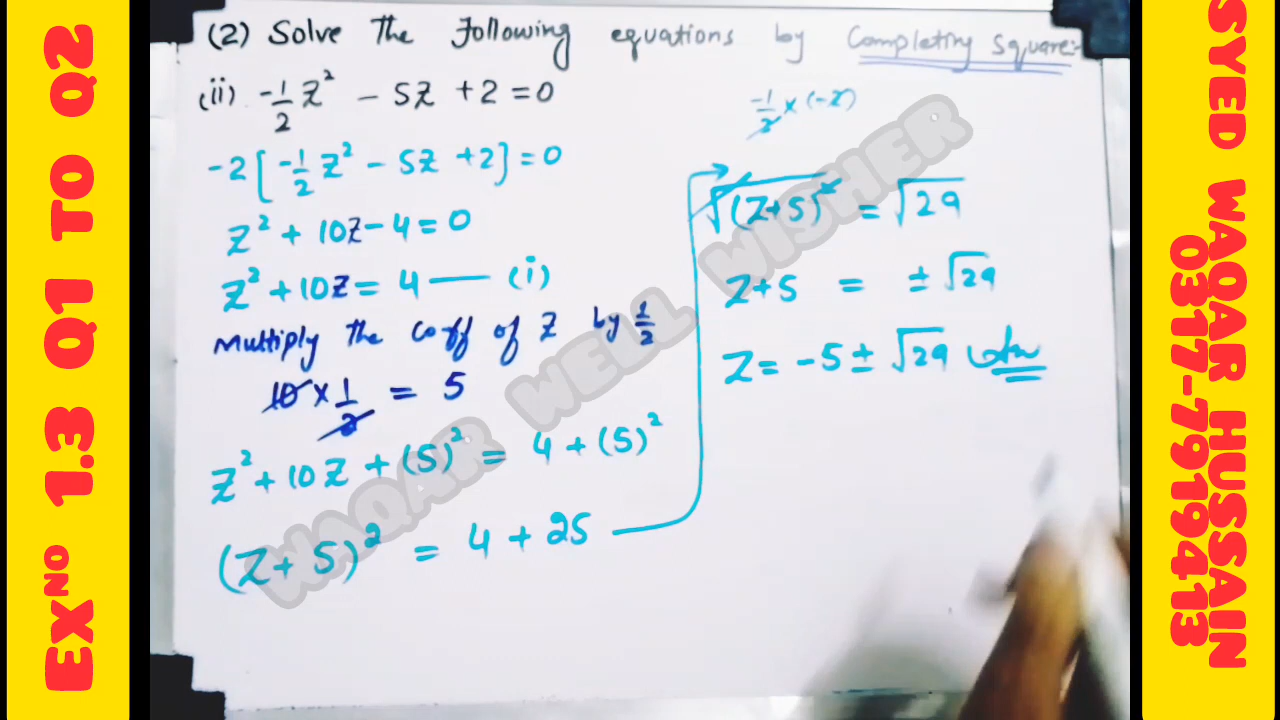 EXNO 1.3 Q1 TO Q2
(2) Solve The Following equations by Completing Square:-
(ii) -1/2 Z² - 5Z + 2 = 0
-1/2 × (-2)
-2[-1/2 Z² - 5Z + 2] = 0
Z² + 10Z - 4 = 0
Z² + 10Z = 4 —— (i)
Multiply the coff of Z by 1/2
10 × 1/2 = 5
Z² + 10Z + (5)² = 4 + (5)²
(Z + 5)² = 4 + 25
√(Z+5)² = √29
Z+5 = ± √29
Z = -5 ± √29 Ans
WAQAR WELL WISHER
SYED WAQAR HUSSAIN
0317-7919413